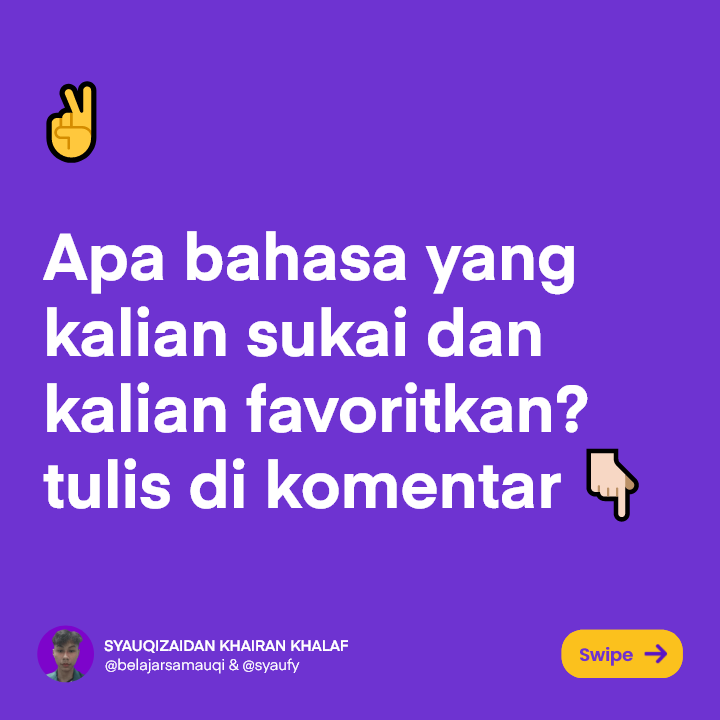 Apa bahasa yang
kalian sukai dan
kalian favoritkan?
tulis di komentar
SYAUQIZAIDAN KHAIRAN KHALAF
@belajarsamauqi & @syaufy
Swipe